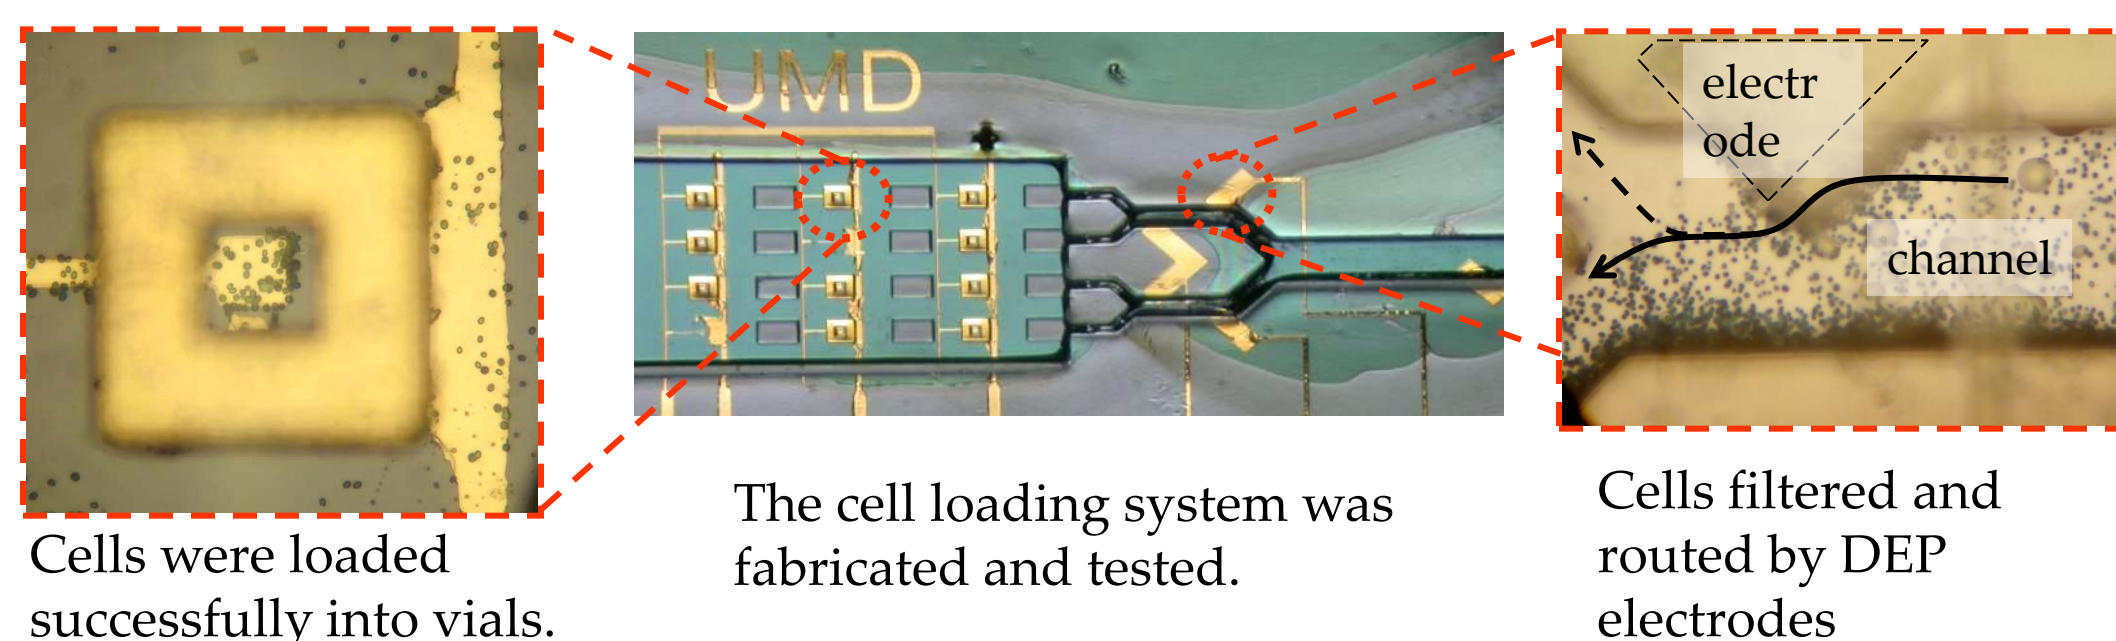 UMD
electr
ode
channel
Cells were loaded
successfully into vials.
The cell loading system was
fabricated and tested.
Cells filtered and
routed by DEP
electrodes